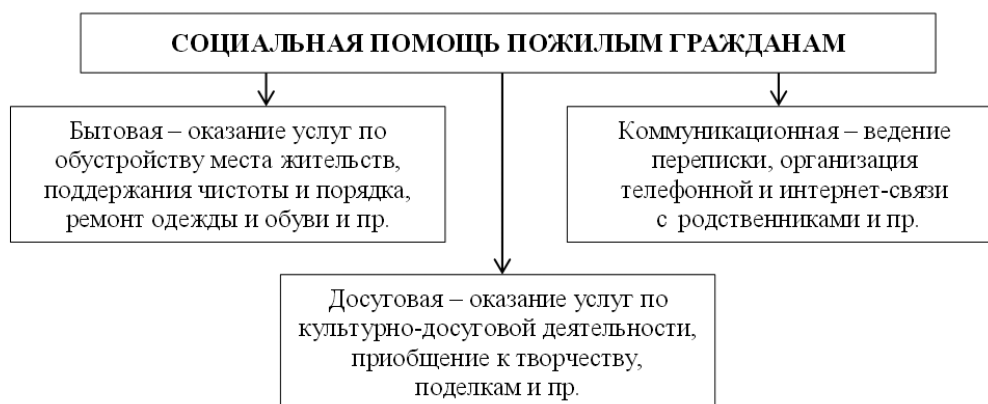 СОЦИАЛЬНАЯ ПОМОЩЬ ПОЖИЛЫМ ГРАЖДАНАМ
Бытовая – оказание услуг по
обустройству места жительств,
поддержания чистоты и порядка,
ремонт одежды и обуви и пр.
Коммуникационная – ведение
переписки, организация
телефонной и интернет-связи
с родственниками и пр.
Досуговая – оказание услуг по
культурно-досуговой деятельности,
приобщение к творчеству,
поделкам и пр.